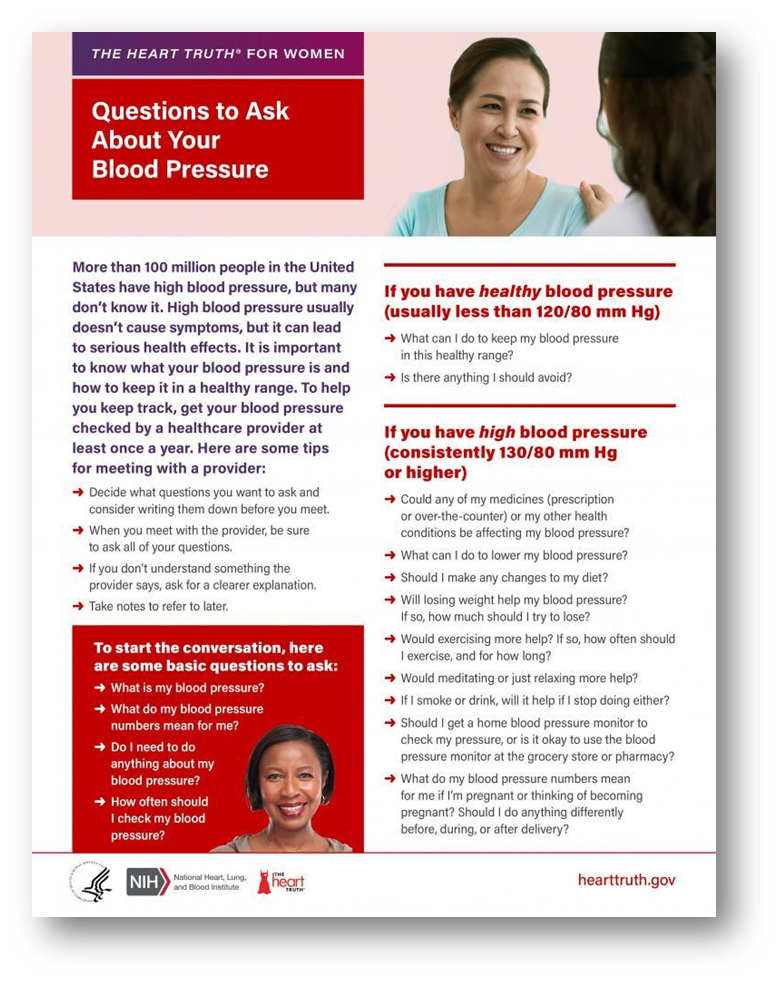 THE HEART TRUTH® FOR WOMEN
Questions to Ask
About Your
Blood Pressure
More than 100 million people in the United
States have high blood pressure, but many
don't know it. High blood pressure usually
doesn't cause symptoms, but it can lead
to serious health effects. It is important
to know what your blood pressure is and
how to keep it in a healthy range. To help
you keep track, get your blood pressure
checked by a healthcare provider at
least once a year. Here are some tips
for meeting with a provider:
➔ Decide what questions you want to ask and
consider writing them down before you meet.
➔ When you meet with the provider, be sure
to ask all of your questions.
➔ If you don't understand something the
provider says, ask for a clearer explanation.
➔ Take notes to refer to later.
To start the conversation, here
are some basic questions to ask:
➔ What is my blood pressure?
➔ What do my blood pressure
numbers mean for me?
➔ Do I need to do
anything about my
blood pressure?
➔ How often should
I check my blood
pressure?
If you have healthy blood pressure
(usually less than 120/80 mm Hg)
➔ What can I do to keep my blood pressure
in this healthy range?
➔ Is there anything I should avoid?
If you have high blood pressure
(consistently 130/80 mm Hg
or higher)
➔ Could any of my medicines (prescription
or over-the-counter) or my other health
conditions be affecting my blood pressure?
➔ What can I do to lower my blood pressure?
➔ Should I make any changes to my diet?
➔ Will losing weight help my blood pressure?
If so, how much should I try to lose?
➔ Would exercising more help? If so, how often should
I exercise, and for how long?
➔ Would meditating or just relaxing more help?
➔ If I smoke or drink, will it help if I stop doing either?
➔ Should I get a home blood pressure monitor to
check my pressure, or is it okay to use the blood
pressure monitor at the grocery store or pharmacy?
➔ What do my blood pressure numbers mean
for me if I'm pregnant or thinking of becoming
pregnant? Should I do anything differently
before, during, or after delivery?
NIH
National Heart, Lung,
and Blood Institute
THE
heart
TRUTH®
hearttruth.gov